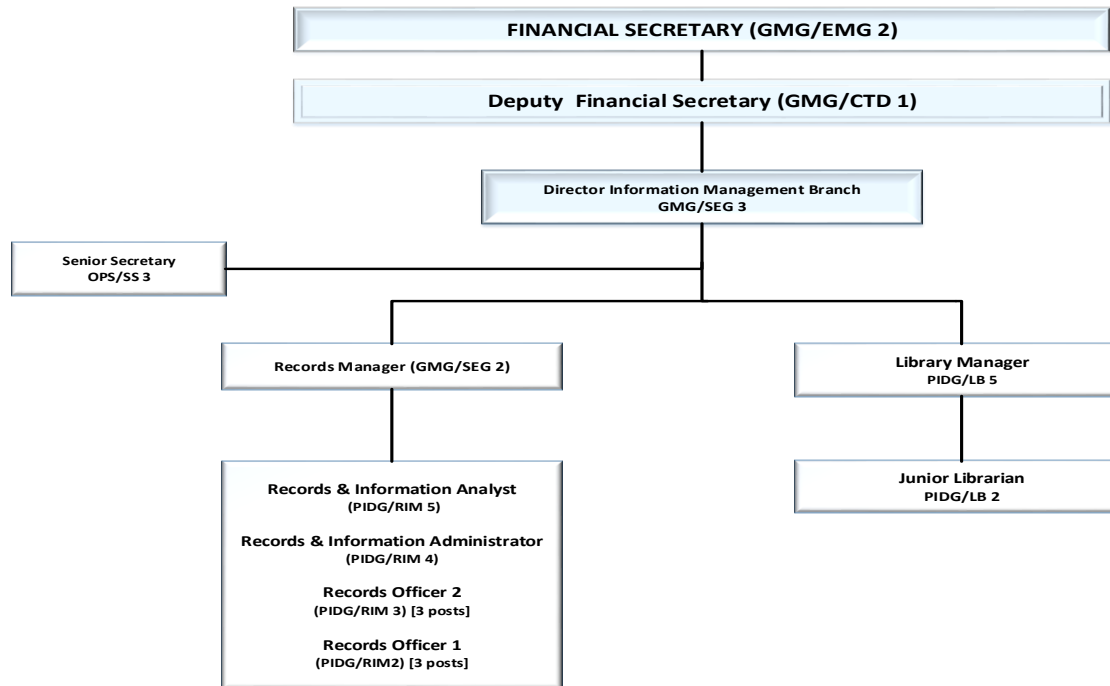 FINANCIAL SECRETARY (GMG/EMG 2)
Deputy Financial Secretary (GMG/CTD 1)
Director Information Management Branch
GMG/SEG 3
Senior Secretary
OPS/SS 3
Records Manager (GMG/SEG 2)
Library Manager
PIDG/LB 5
Records & Information Analyst
(PIDG/RIM 5)
Records & Information Administrator
(PIDG/RIM 4)
Records Officer 2
(PIDG/RIM 3) [3 posts]
Records Officer 1
(PIDG/RIM2) [3 posts]
Junior Librarian
PIDG/LB 2